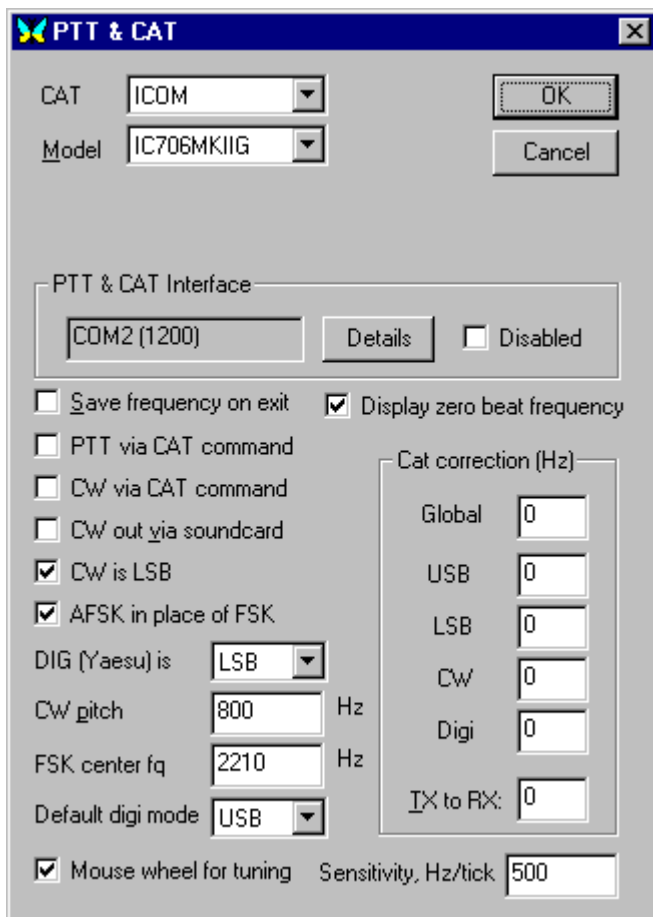 PTT & CAT
CAT ICOM OK
Model IC706MKIIG Cancel
PTT & CAT Interface
COM2 (1200) Details Disabled
Save frequency on exit Display zero beat frequency
PTT via CAT command
Cat correction (Hz)
CW via CAT command
Global 0
CW out via soundcard
CW is LSB
USB 0
AFSK in place of FSK
LSB 0
DIG (Yaesu) is LSB
CW 0
CW pitch 800 Hz
Digi 0
FSK center fq 2210 Hz
Default digi mode USB
TX to RX: 0
Mouse wheel for tuning Sensitivity, Hz/tick 500